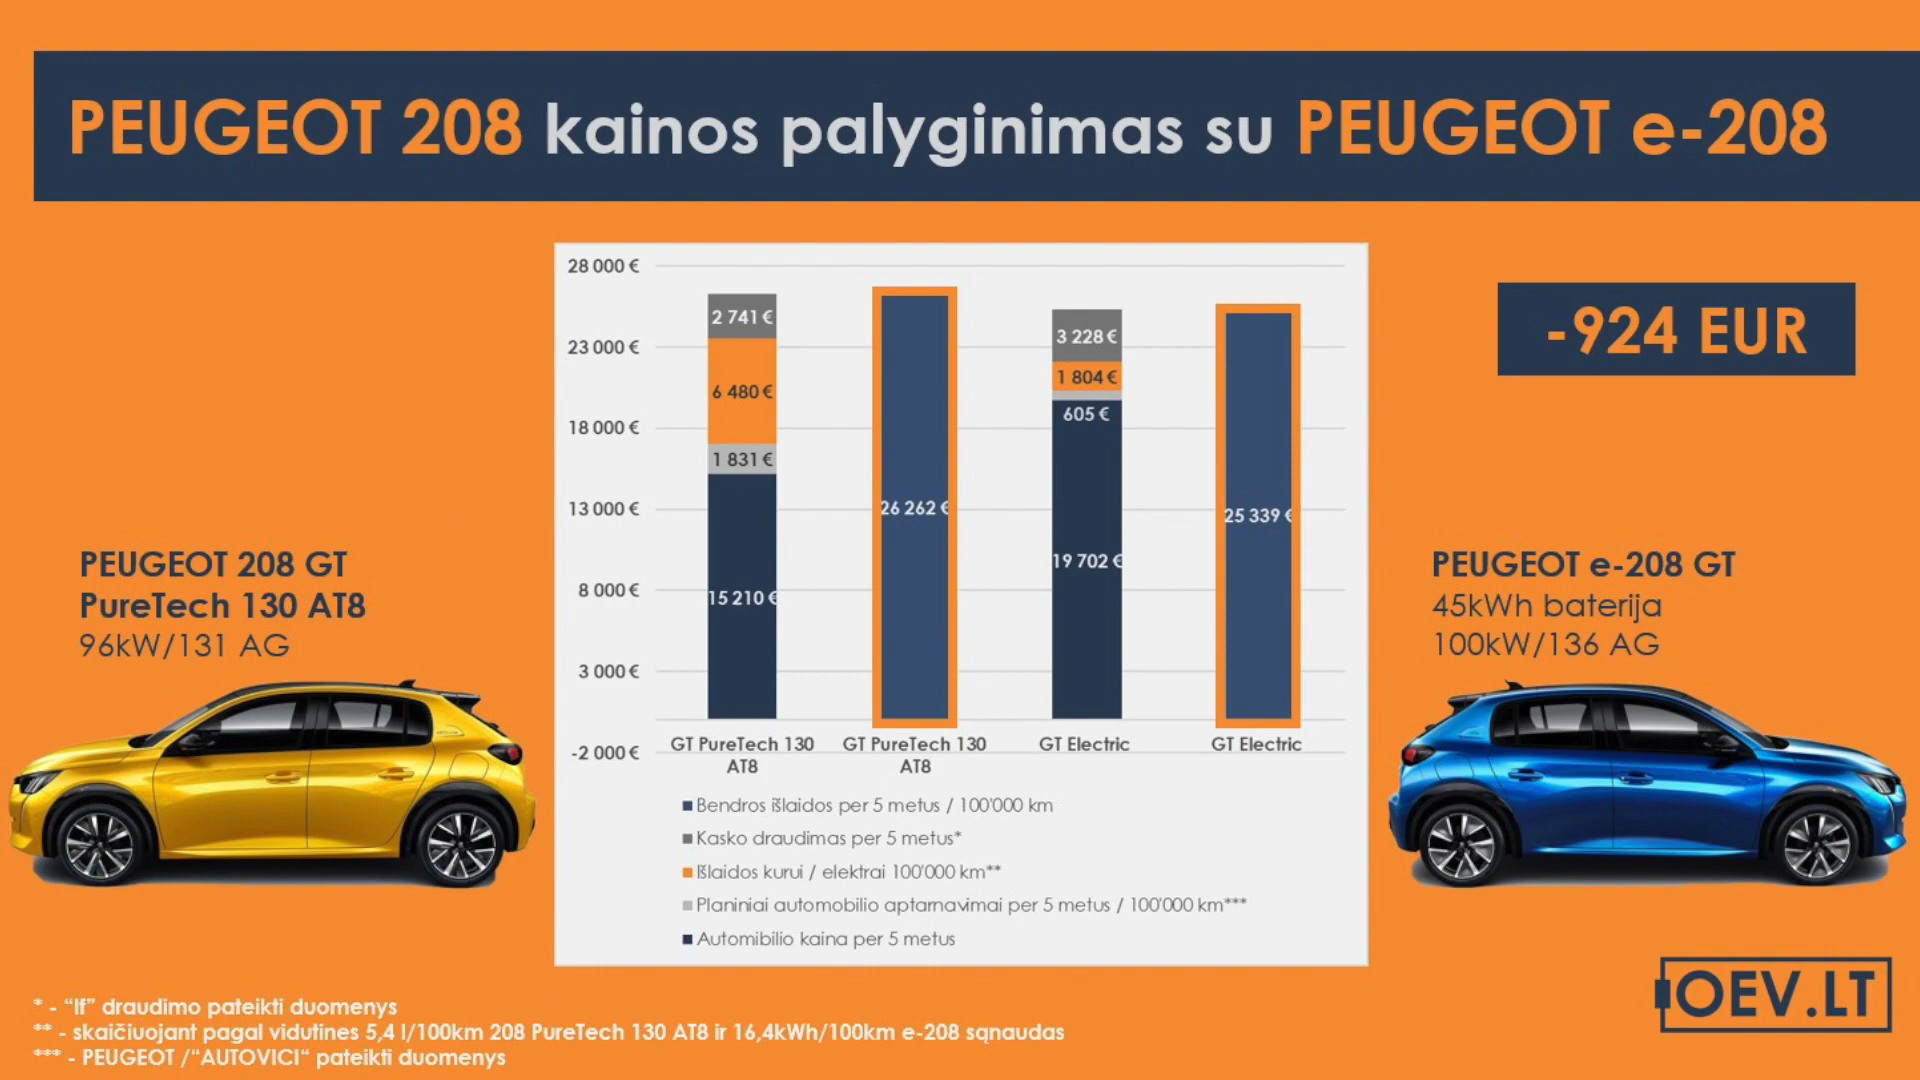 PEUGEOT 208 kainos palyginimas su PEUGEOT e-208
-924 EUR
28 000 €
23 000 €
18 000 €
13 000 €
8 000 €
3 000 €
-2 000 €
2 741 €
6 480 €
1 831 €
15 210 €
26 262 €
3 228 €
1 804 €
605 €
19 702 €
25 339 €
GT PureTech 130
AT8
GT PureTech 130
AT8
GT Electric
GT Electric
Bendros išlaidos per 5 metus / 100'000 km
Kasko draudimas per 5 metus*
Išlaidos kurui / elektrai 100'000 km**
Planiniai automobilio aptarnavimai per 5 metus / 100'000 km***
Automibilio kaina per 5 metus
PEUGEOT 208 GT
PureTech 130 AT8
96kW/131 AG
PEUGEOT e-208 GT
45kWh baterija
100kW/136 AG
* - “If” draudimo pateikti duomenys
** - skaičiuojant pagal vidutines 5,4 l/100km 208 PureTech 130 AT8 ir 16,4kWh/100km e-208 sąnaudas
*** - PEUGEOT /“AUTOVICI“ pateikti duomenys
OEV.LT